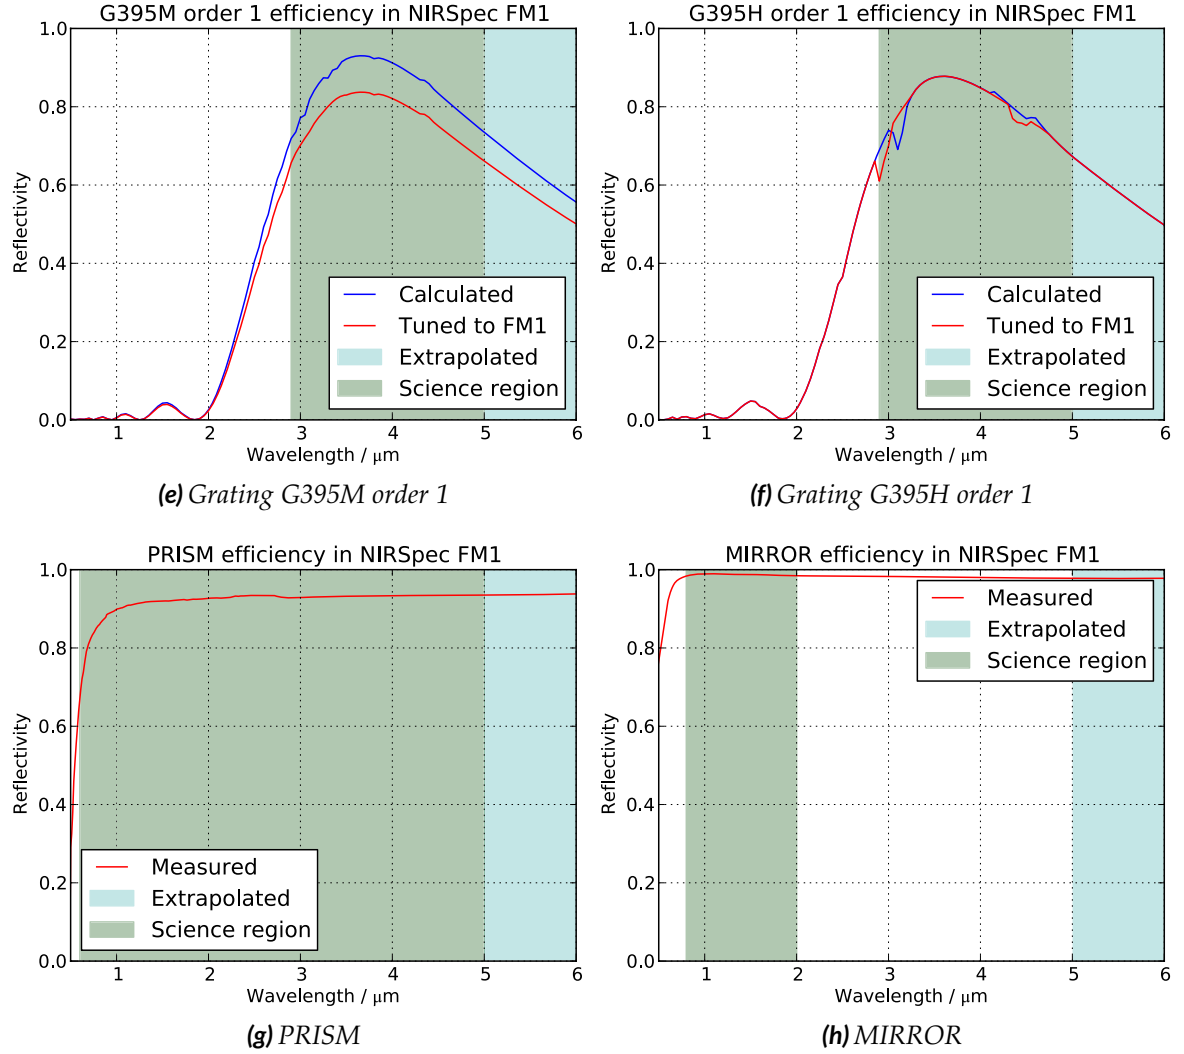 G395M order 1 efficiency in NIRSpec FM1
1.0
0.8
0.6
0.4
0.2
0.0
Reflectivity
Calculated
Tuned to FM1
Extrapolated
Science region
1 2 3 4 5 6
Wavelength / μm
(e) Grating G395M order 1
G395H order 1 efficiency in NIRSpec FM1
1.0
0.8
0.6
0.4
0.2
0.0
Reflectivity
Calculated
Tuned to FM1
Extrapolated
Science region
1 2 3 4 5 6
Wavelength / μm
(f) Grating G395H order 1
PRISM efficiency in NIRSpec FM1
1.0
0.8
0.6
0.4
0.2
0.0
Reflectivity
Measured
Extrapolated
Science region
1 2 3 4 5 6
Wavelength / μm
(g) PRISM
MIRROR efficiency in NIRSpec FM1
1.0
0.8
0.6
0.4
0.2
0.0
Reflectivity
Measured
Extrapolated
Science region
1 2 3 4 5 6
Wavelength / μm
(h) MIRROR